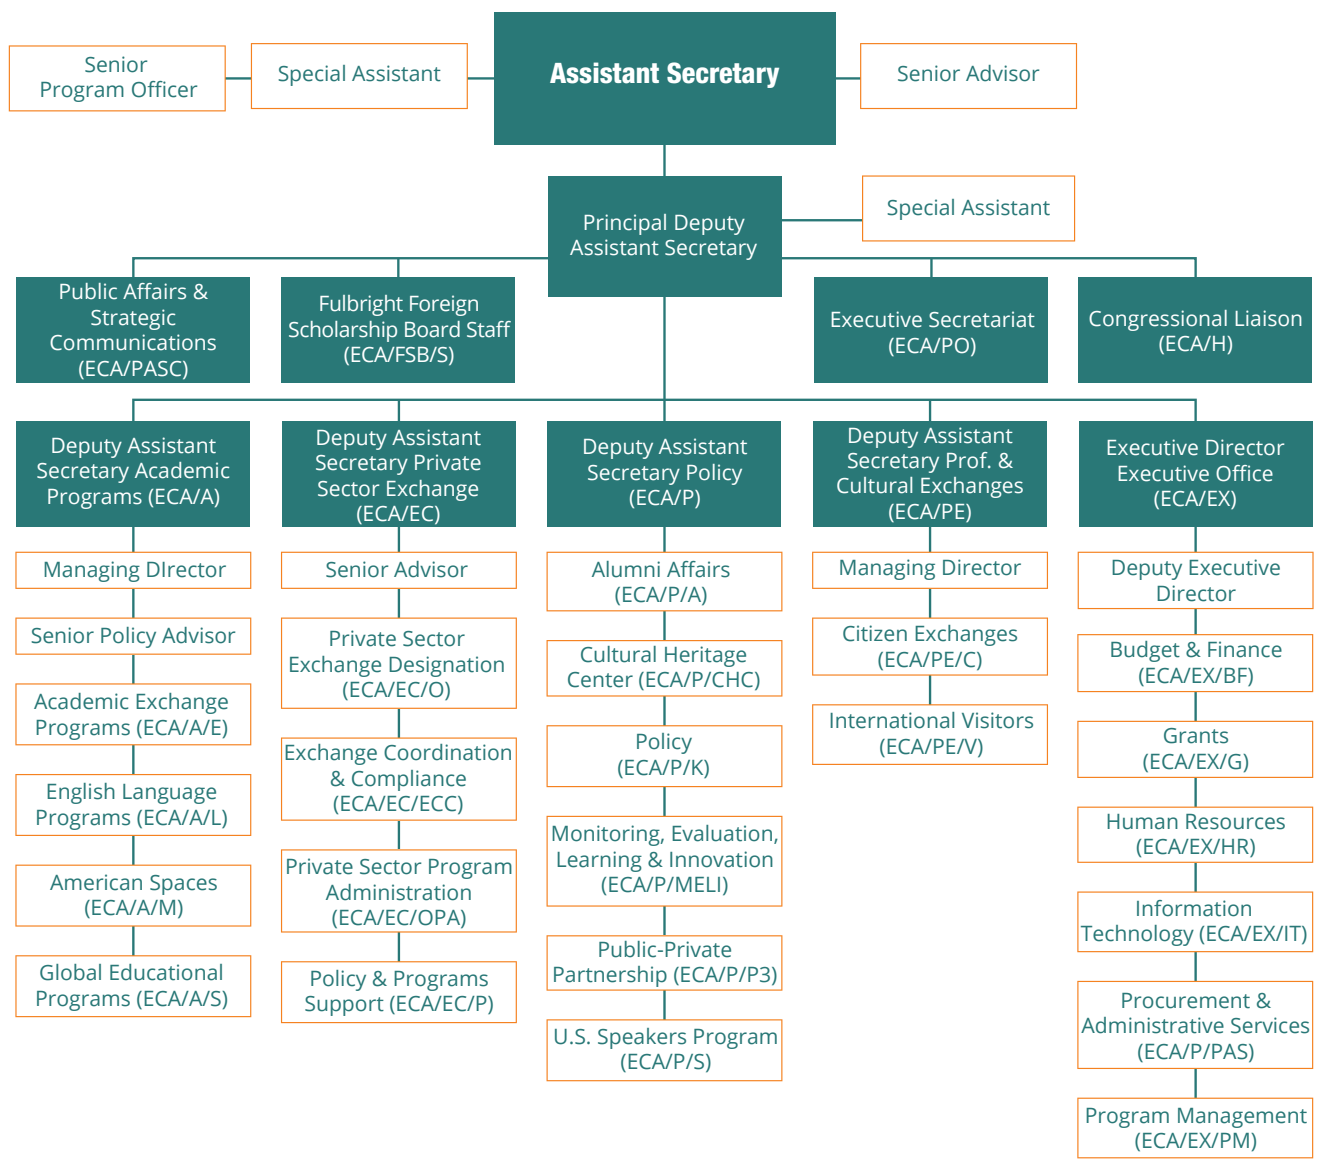 Senior
Program Officer
Special Assistant
Assistant Secretary
Senior Advisor
Principal Deputy
Assistant Secretary
Special Assistant
Public Affairs &
Strategic
Communications
(ECA/PASC)
Fulbright Foreign
Scholarship Board Staff
(ECA/FSB/S)
Executive Secretariat
(ECA/PO)
Congressional Liaison
(ECA/H)
Deputy Assistant
Secretary Academic
Programs (ECA/A)
Managing DIrector
Senior Policy Advisor
Academic Exchange
Programs (ECA/A/E)
English Language
Programs (ECA/A/L)
American Spaces
(ECA/A/M)
Global Educational
Programs (ECA/A/S)
Deputy Assistant
Secretary Private
Sector Exchange
(ECA/EC)
Senior Advisor
Private Sector
Exchange Designation
(ECA/EC/O)
Exchange Coordination
& Compliance
(ECA/EC/ECC)
Private Sector Program
Administration
(ECA/EC/OPA)
Policy & Programs
Support (ECA/EC/P)
Deputy Assistant
Secretary Policy
(ECA/P)
Alumni Affairs
(ECA/P/A)
Cultural Heritage
Center (ECA/P/CHC)
Policy
(ECA/P/K)
Monitoring, Evaluation,
Learning & Innovation
(ECA/P/MELI)
Public-Private
Partnership (ECA/P/P3)
U.S. Speakers Program
(ECA/P/S)
Deputy Assistant
Secretary Prof. &
Cultural Exchanges
(ECA/PE)
Managing Director
Citizen Exchanges
(ECA/PE/C)
International Visitors
(ECA/PE/V)
Executive Director
Executive Office
(ECA/EX)
Deputy Executive
Director
Budget & Finance
(ECA/EX/BF)
Grants
(ECA/EX/G)
Human Resources
(ECA/EX/HR)
Information
Technology (ECA/EX/IT)
Procurement &
Administrative Services
(ECA/P/PAS)
Program Management
(ECA/EX/PM)